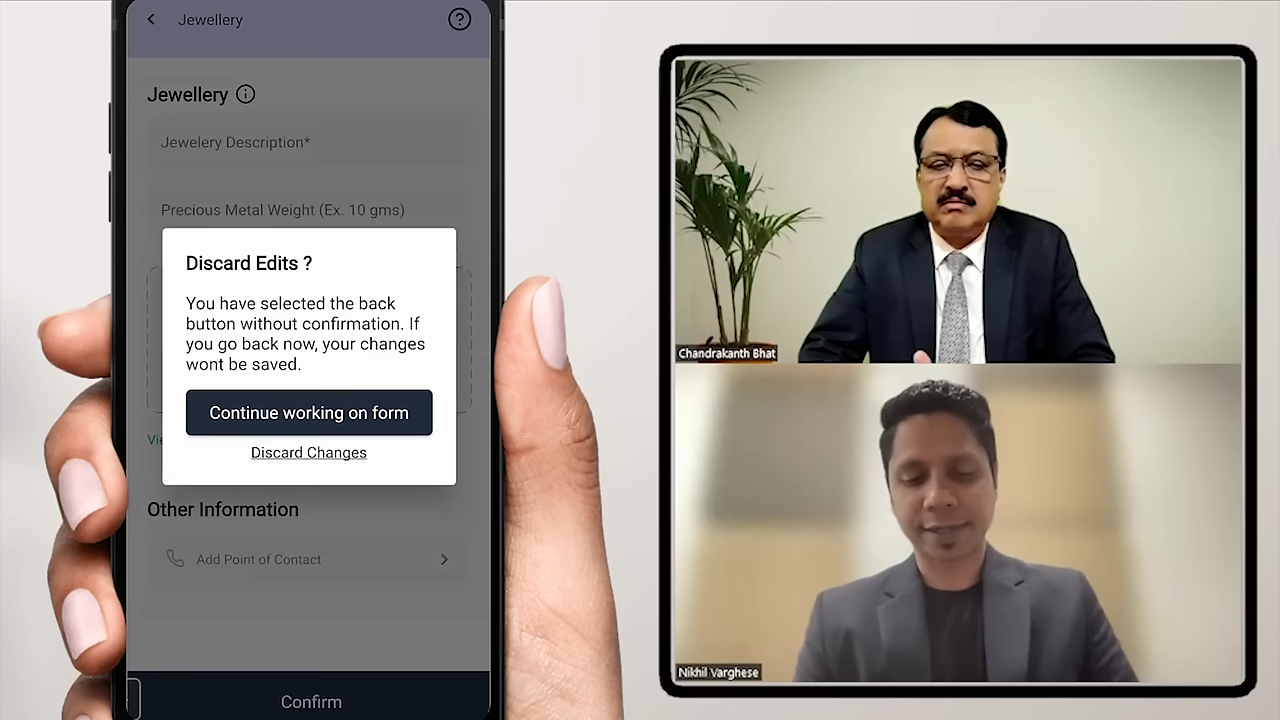 Jewellery
Jewellery
Jewelery Description*
Precious Metal Weight (Ex. 10 gms)
Discard Edits ?
You have selected the back
button without confirmation. If
you go back now, your changes
wont be saved.
Continue working on form
Discard Changes
Other Information
Add Point of Contact
Confirm
Chandrakanth Bhat
Nikhil Varghese